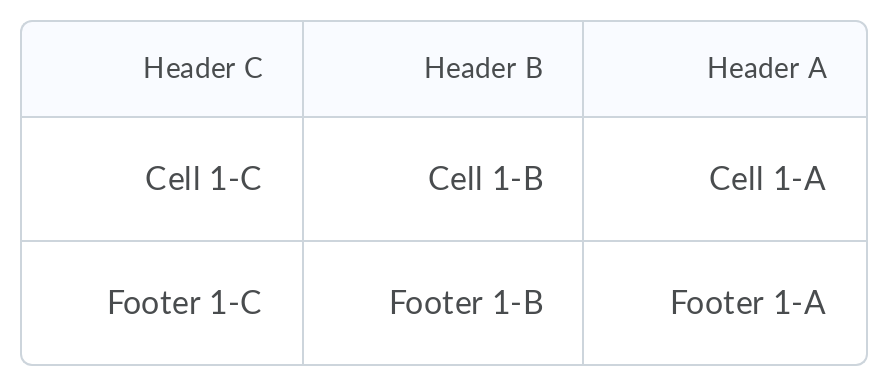 Header C Header B Header A
Cell 1-C Cell 1-B Cell 1-A
Footer 1-C Footer 1-B Footer 1-A